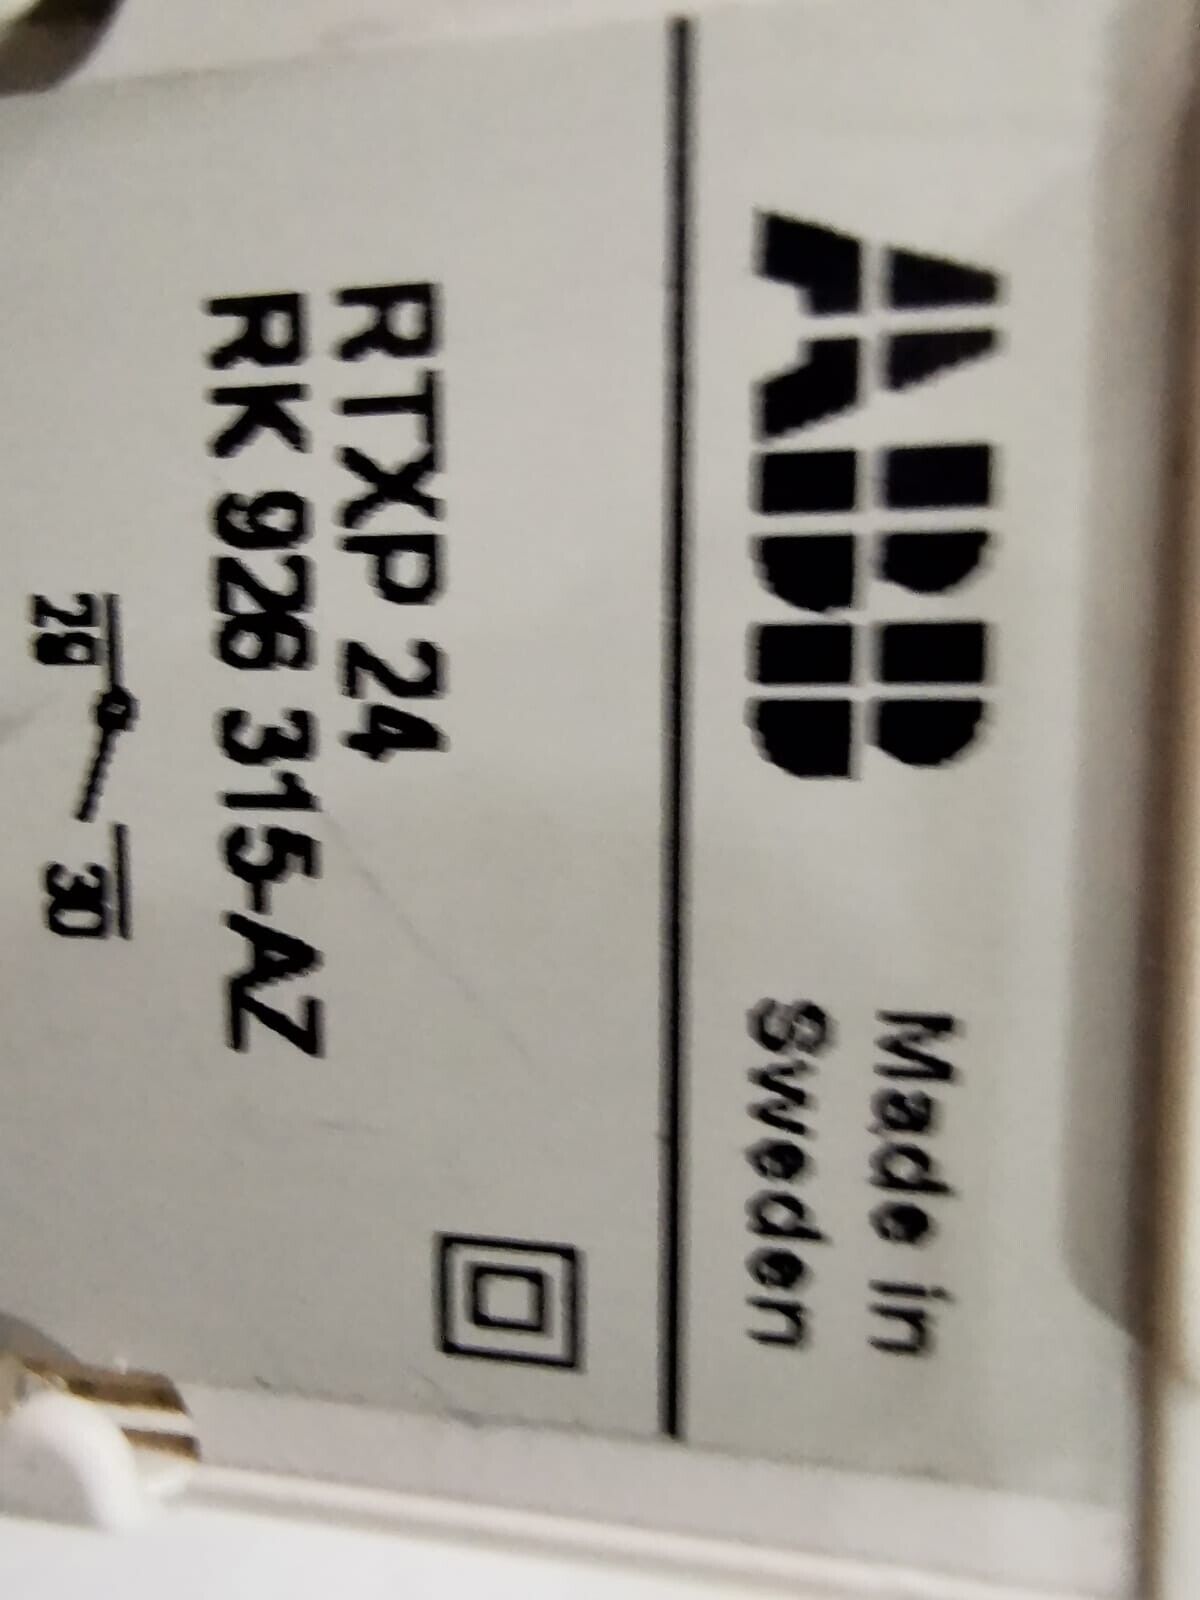 ABB
Made in
Sweden
RTXP 24
RK 926 315-AZ
29
30